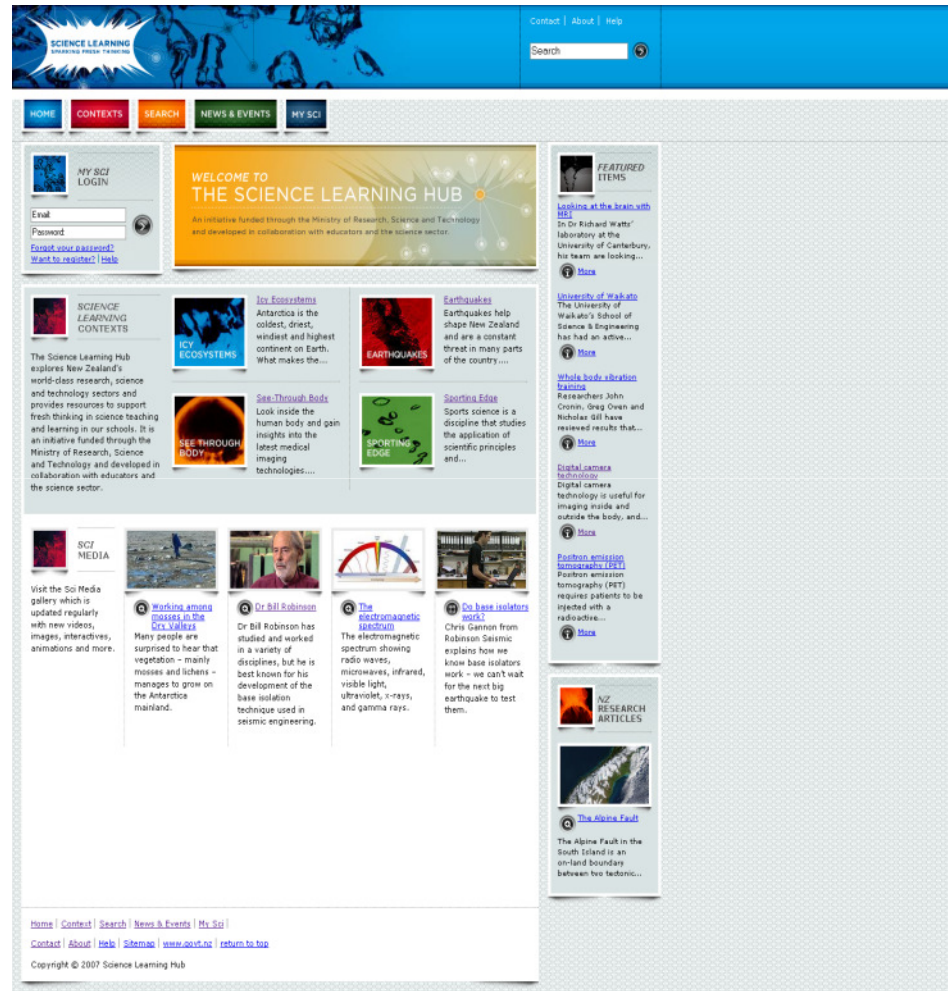 Contact | About | Help
SCIENCE LEARNING
SPARKING FRESH THINKING
Search
HOME
CONTEXTS
SEARCH
NEWS & EVENTS
MY SCI
MY SCI
LOGIN
Email:
Password:
Forgot your password?
Want to register? | Help
WELCOME TO
THE SCIENCE LEARNING HUB
An initiative funded through the Ministry of Research, Science and Technology
and developed in collaboration with educators and the science sector.
SCIENCE
LEARNING
CONTEXTS
The Science Learning Hub
explores New Zealand's
world-class research, science
and technology sectors and
provides resources to support
fresh thinking in science teaching
and learning in our schools. It is
an initiative funded through the
Ministry of Research, Science
and Technology and developed in
collaboration with educators and
the science sector.
ICY
ECOSYSTEMS
Icy Ecosystems
Antarctica is the
coldest, driest,
windiest and highest
continent on Earth.
What makes the...
EARTHQUAKES
Earthquakes
Earthquakes help
shape New Zealand
and are a constant
threat in many parts
of the country....
SEE THROUGH
BODY
See-Through Body
Look inside the
human body and gain
insights into the
latest medical
imaging
technologies....
SPORTING
EDGE
Sporting Edge
Sports science is a
discipline that studies
the application of
scientific principles
and...
SCI
MEDIA
Visit the Sci Media
gallery which is
updated regularly
with new videos,
images, interactives,
animations and more.
Working among
mosses in the
Dry Valleys
Many people are
surprised to hear that
vegetation – mainly
mosses and lichens –
manages to grow on
the Antarctica
mainland.
Dr Bill Robinson
Dr Bill Robinson has
studied and worked
in a variety of
disciplines, but he is
best known for his
development of the
base isolation
technique used in
seismic engineering.
The
electromagnetic
spectrum
The electromagnetic
spectrum showing
radio waves,
microwaves, infrared,
visible light,
ultraviolet, x-rays,
and gamma rays.
Do base isolators
work?
Chris Gannon from
Robinson Seismic
explains how we
know base isolators
work – we can't wait
for the next big
earthquake to test
them.
FEATURED
ITEMS
Looking at the brain with
MRI
In Dr Richard Watts'
laboratory at the
University of Canterbury,
his team are looking...
More
University of Waikato
The University of
Waikato's School of
Science & Engineering
has had an active...
More
Whole body vibration
training
Researchers John
Cronin, Greg Owen and
Nicholas Gill have
reviewed results that...
More
Digital camera
technology
Digital camera
technology is useful for
imaging inside and
outside the body, and...
More
Positron emission
tomography (PET)
Positron emission
tomography (PET)
requires patients to be
injected with a
radioactive...
More
NZ
RESEARCH
ARTICLES
The Alpine Fault
The Alpine Fault in the
South Island is an
on-land boundary
between two tectonic...
Home | Context | Search | News & Events | My Sci |
Contact | About | Help | Sitemap | www.govt.nz | return to top
Copyright © 2007 Science Learning Hub